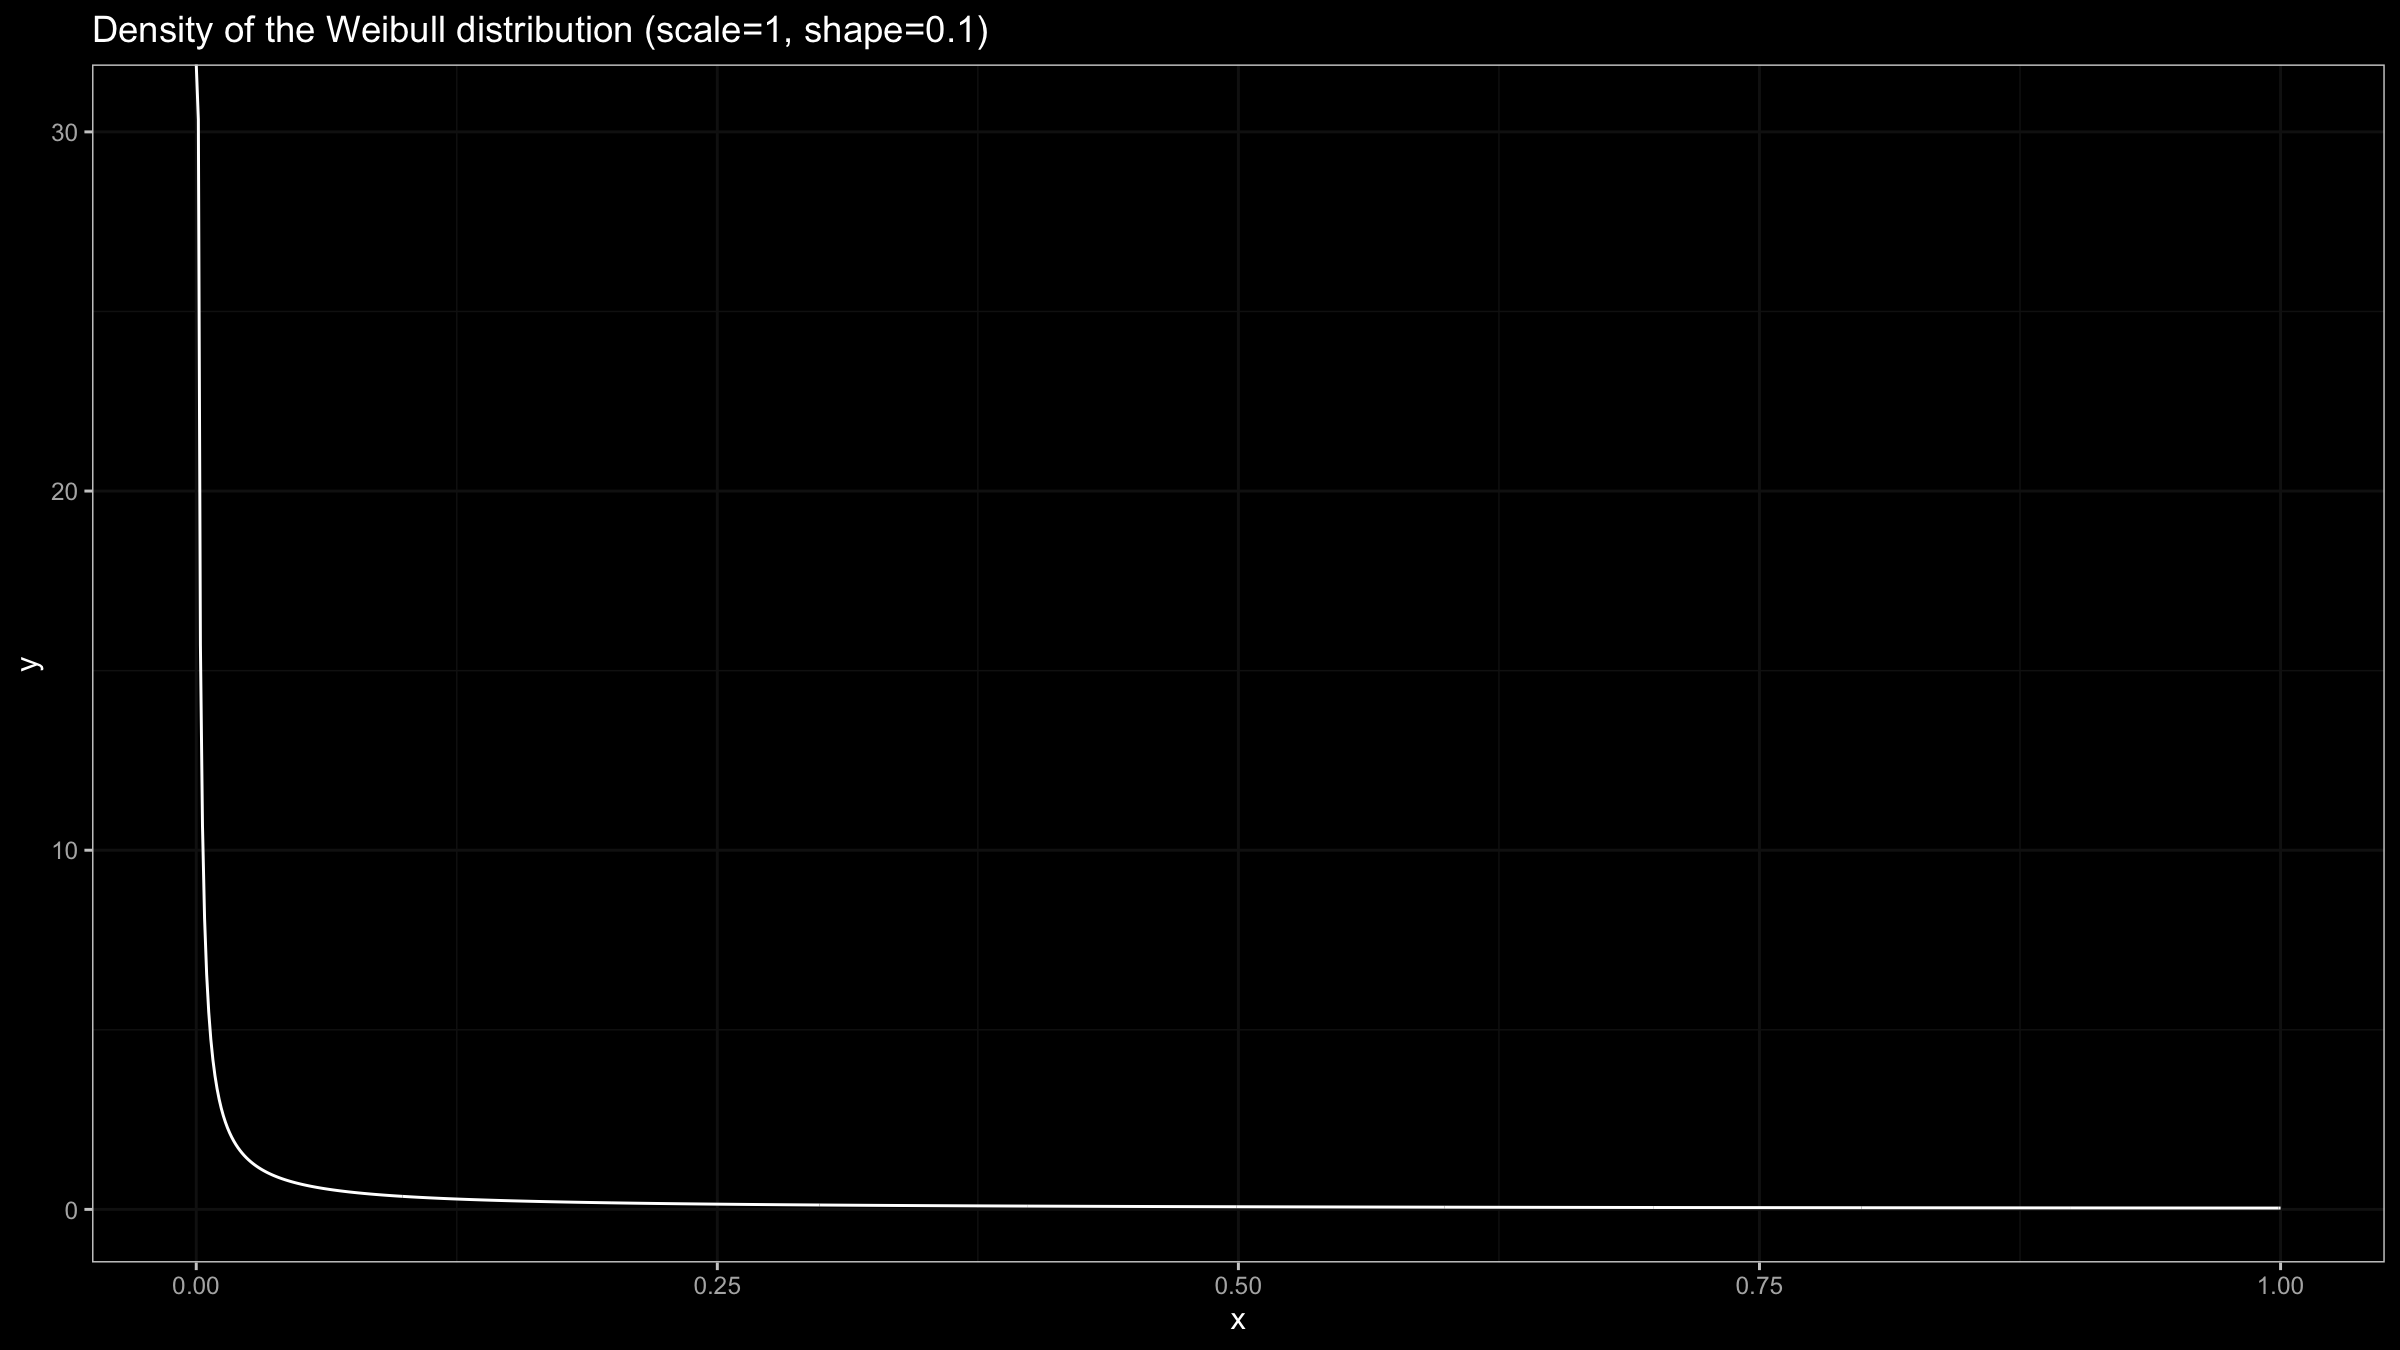 Density of the Weibull distribution (scale=1, shape=0.1)
30
20
10
0
y
0.00 0.25 0.50 0.75 1.00
x